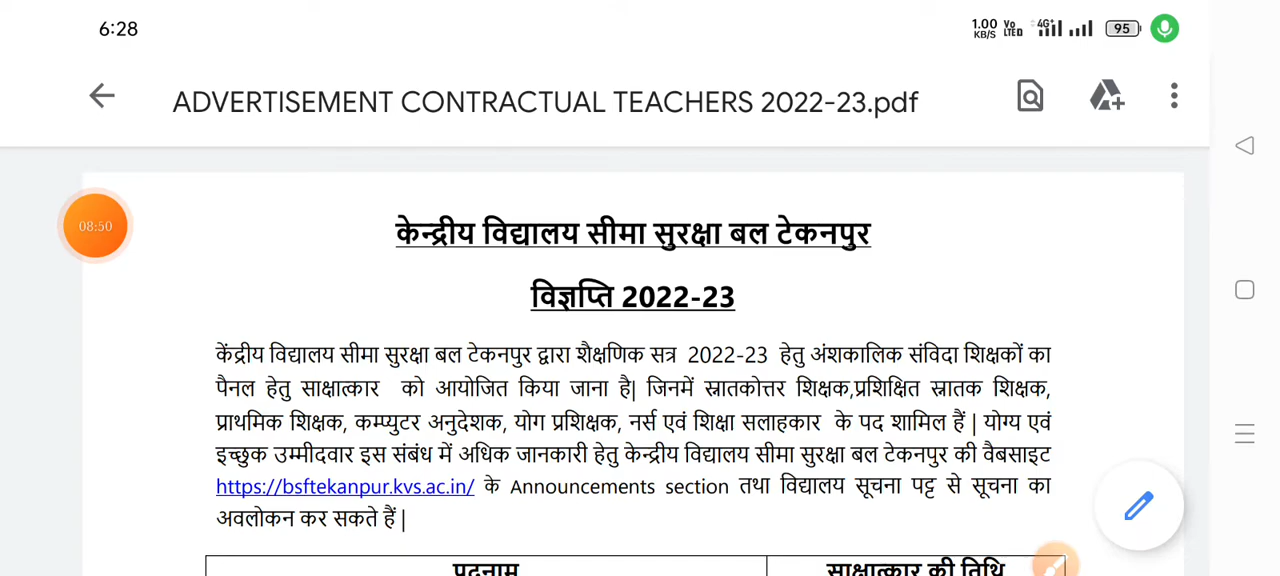 6:28
1.00 KB/S Vo LTED 4G+ 95
ADVERTISEMENT CONTRACTUAL TEACHERS 2022-23.pdf
08:50
केन्द्रीय विद्यालय सीमा सुरक्षा बल टेकनपुर
विज्ञप्ति 2022-23
केंद्रीय विद्यालय सीमा सुरक्षा बल टेकनपुर द्वारा शैक्षणिक सत्र 2022-23 हेतु अंशकालिक संविदा शिक्षकों का
पैनल हेतु साक्षात्कार को आयोजित किया जाना है| जिनमें स्नातकोत्तर शिक्षक,प्रशिक्षित स्नातक शिक्षक,
प्राथमिक शिक्षक, कम्प्युटर अनुदेशक, योग प्रशिक्षक, नर्स एवं शिक्षा सलाहकार के पद शामिल हैं | योग्य एवं
इच्छुक उम्मीदवार इस संबंध में अधिक जानकारी हेतु केन्द्रीय विद्यालय सीमा सुरक्षा बल टेकनपुर की वैबसाइट
https://bsftekanpur.kvs.ac.in/ के Announcements section तथा विद्यालय सूचना पट्ट से सूचना का
अवलोकन कर सकते हैं |
पदनाम साक्षात्कार की तिथि